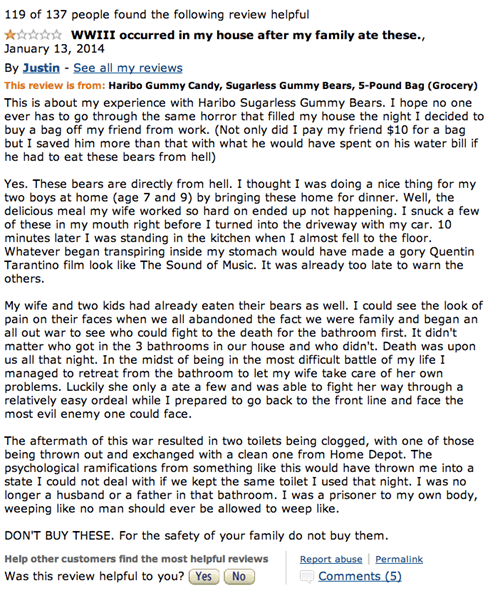 119 of 137 people found the following review helpful
WWIII occurred in my house after my family ate these.,
January 13, 2014
By Justin - See all my reviews
This review is from: Haribo Gummy Candy, Sugarless Gummy Bears, 5-Pound Bag (Grocery)
This is about my experience with Haribo Sugarless Gummy Bears. I hope no one
ever has to go through the same horror that filled my house the night I decided to
buy a bag off my friend from work. (Not only did I pay my friend $10 for a bag
but I saved him more than that with what he would have spent on his water bill if
he had to eat these bears from hell)
Yes. These bears are directly from hell. I thought I was doing a nice thing for my
two boys at home (age 7 and 9) by bringing these home for dinner. Well, the
delicious meal my wife worked so hard on ended up not happening. I snuck a few
of these in my mouth right before I turned into the driveway with my car. 10
minutes later I was standing in the kitchen when I almost fell to the floor.
Whatever began transpiring inside my stomach would have made a gory Quentin
Tarantino film look like The Sound of Music. It was already too late to warn the
others.
My wife and two kids had already eaten their bears as well. I could see the look of
pain on their faces when we all abandoned the fact we were family and began an
all out war to see who could fight to the death for the bathroom first. It didn't
matter who got in the 3 bathrooms in our house and who didn't. Death was upon
us all that night. In the midst of being in the most difficult battle of my life I
managed to retreat from the bathroom to let my wife take care of her own
problems. Luckily she only a ate a few and was able to fight her way through a
relatively easy ordeal while I prepared to go back to the front line and face the
most evil enemy one could face.
The aftermath of this war resulted in two toilets being clogged, with one of those
being thrown out and exchanged with a clean one from Home Depot. The
psychological ramifications from something like this would have thrown me into a
state I could not deal with if we kept the same toilet I used that night. I was no
longer a husband or a father in that bathroom. I was a prisoner to my own body,
weeping like no man should ever be allowed to weep like.
DON'T BUY THESE. For the safety of your family do not buy them.
Help other customers find the most helpful reviews
Was this review helpful to you? Yes No
Report abuse | Permalink
Comments (5)